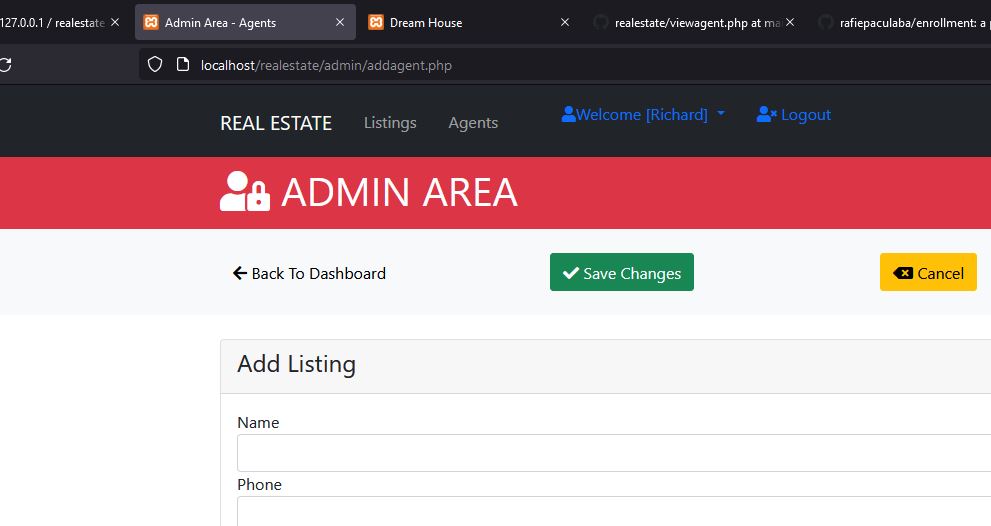 127.0.0.1 / realestate
Admin Area - Agents
Dream House
realestate/viewagent.php at mai
rafiepaculaba/enrollment: a p
localhost/realestate/admin/addagent.php
REAL ESTATE Listings Agents Welcome [Richard] Logout
ADMIN AREA
Back To Dashboard Save Changes Cancel
Add Listing
Name
Phone